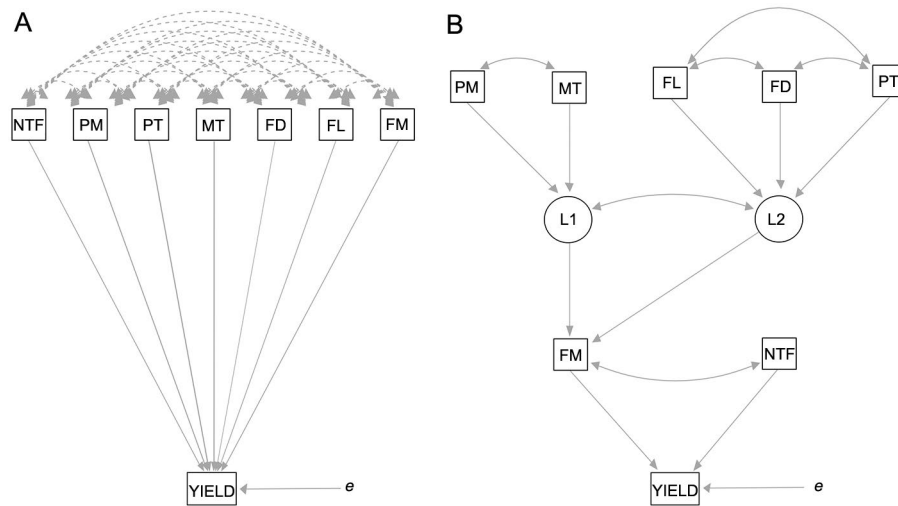 A
NTF PM PT MT FD FL FM
YIELD e
B
PM MT FL FD PT
L1 L2
FM NTF
YIELD e